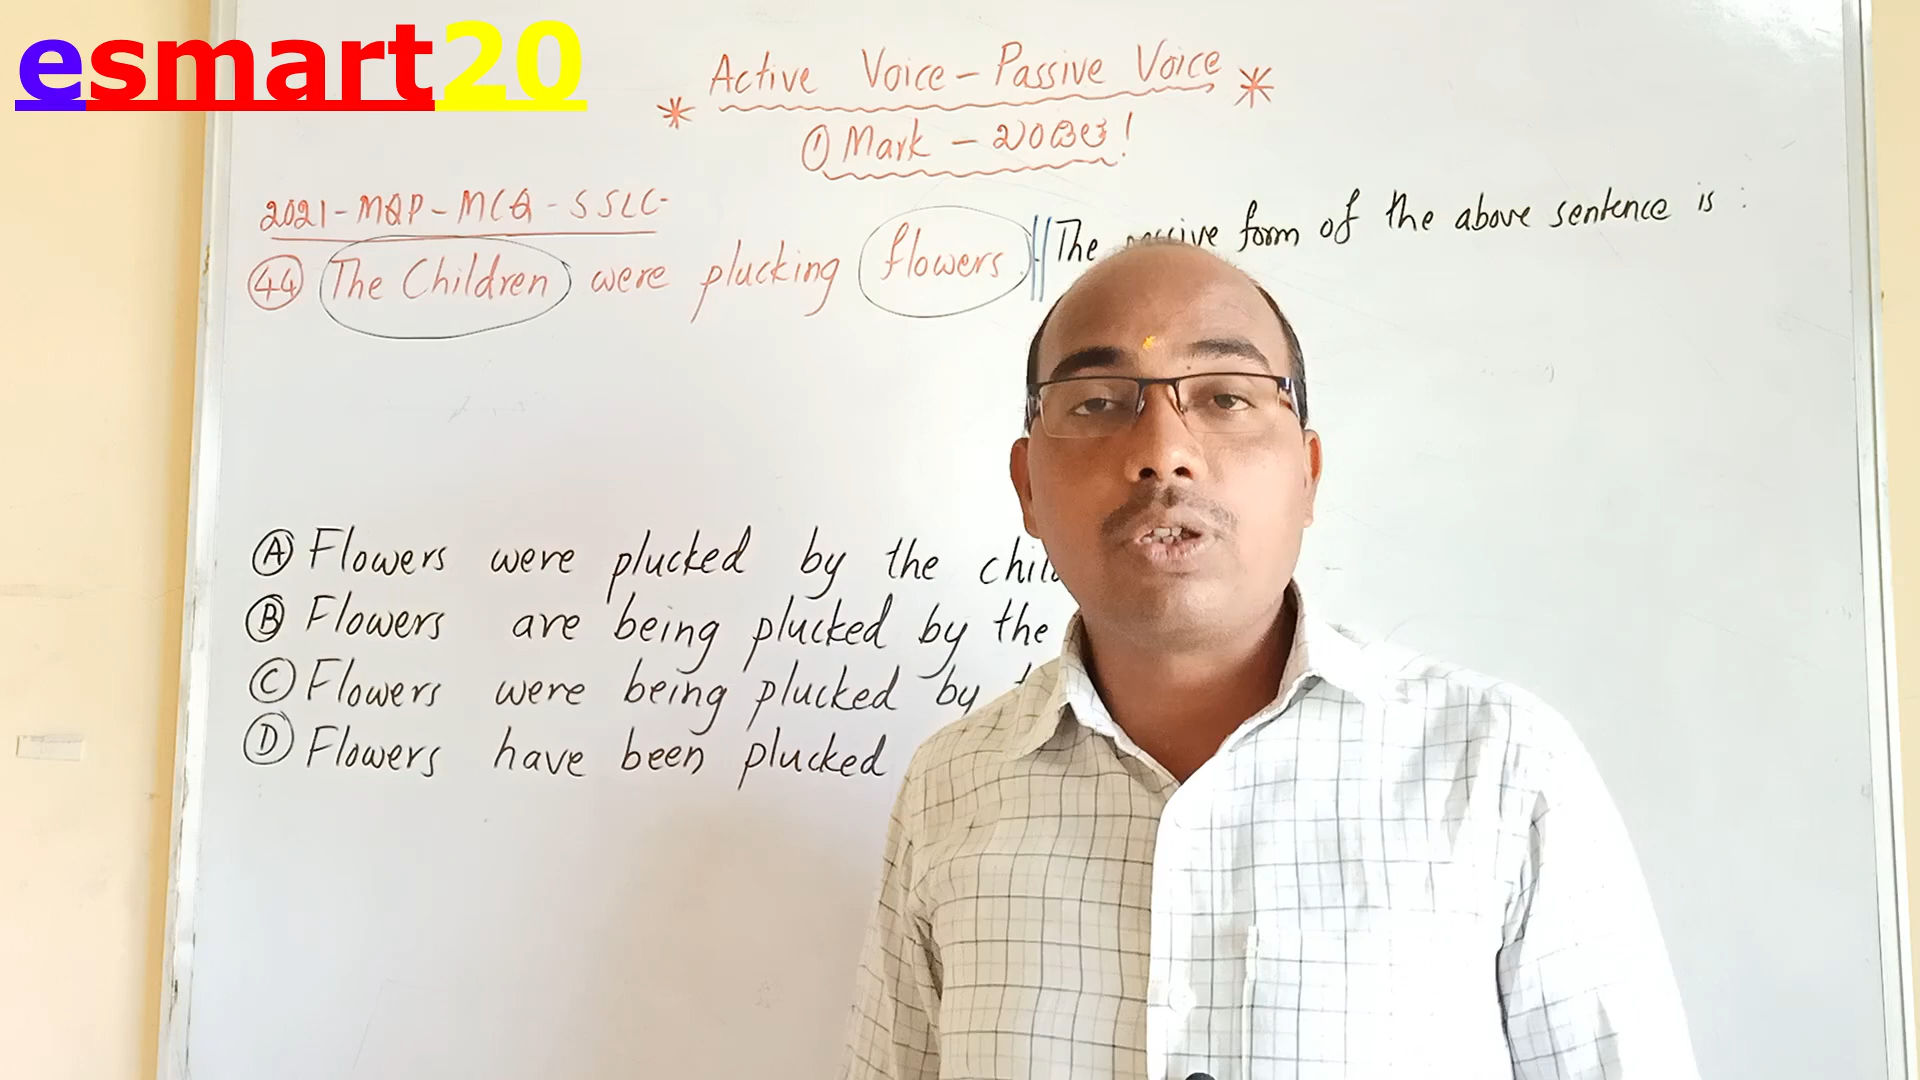 esmart20
Active Voice - Passive Voice
① Mark - ಖಂಡಿತ!
2021-MQP-MCQ-SSLC-
44 The Children were plucking flowers. || The passive form of the above sentence is :
A Flowers were plucked by the
B Flowers are being plucked by the
C Flowers were being plucked by
D Flowers have been plucked